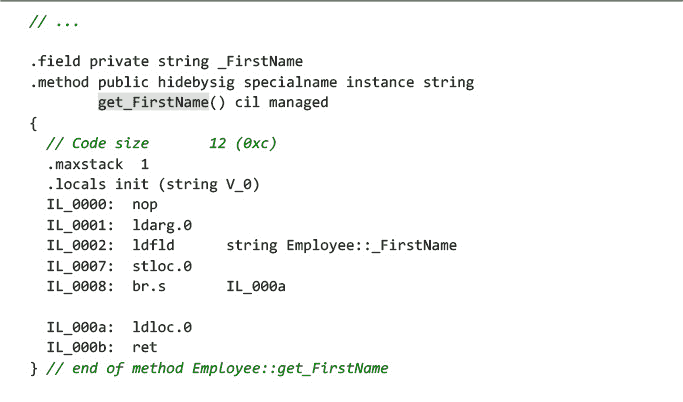 // ...
.field private string _FirstName
.method public hidebysig specialname instance string
get_FirstName() cil managed
{
// Code size       12 (0xc)
.maxstack  1
.locals init (string V_0)
IL_0000:  nop
IL_0001:  ldarg.0
IL_0002:  ldfld      string Employee::_FirstName
IL_0007:  stloc.0
IL_0008:  br.s       IL_000a
IL_000a:  ldloc.0
IL_000b:  ret
} // end of method Employee::get_FirstName